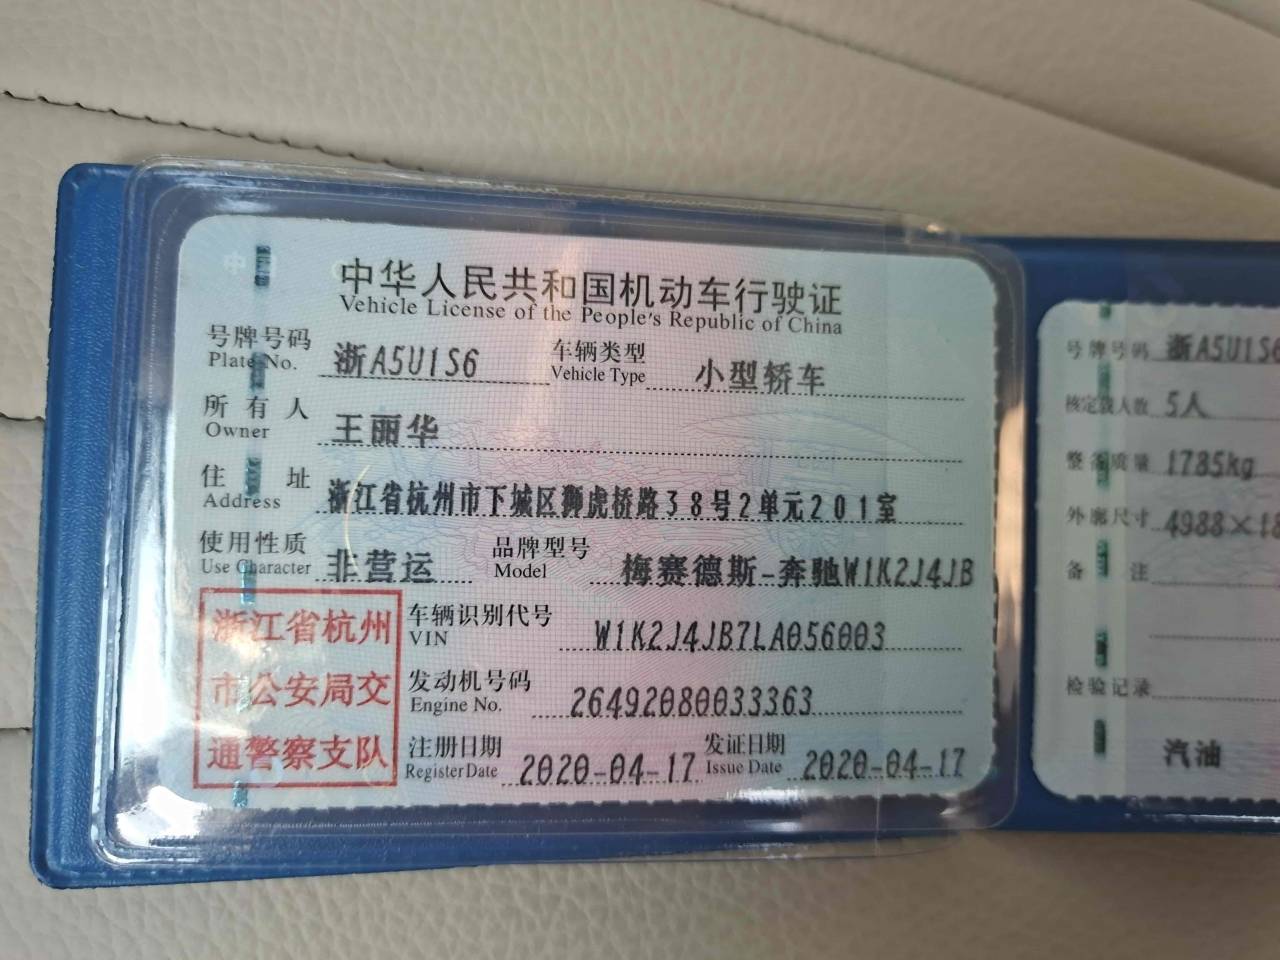 中华人民共和国机动车行驶证
Vehicle License of the People's Republic of China
号牌号码 浙A5U1S6 车辆类型 小型轿车
Plate No. Vehicle Type
所有人 王丽华
Owner
住址 浙江省杭州市下城区狮虎桥路38号2单元201室
Address
使用性质 非营运 品牌型号 梅赛德斯-奔驰W1K2J4JB
Use Character Model
浙江省杭州
市公安局交
通警察支队
车辆识别代号 W1K2J4JB7LA056003
VIN
发动机号码 26492080033363
Engine No.
注册日期 2020-04-17 发证日期 2020-04-17
Register Date Issue Date
号牌号码 浙A5U1S6
核定载人数 5人
整备质量 1785kg
外廓尺寸 4988×18
备注
检验记录
汽油